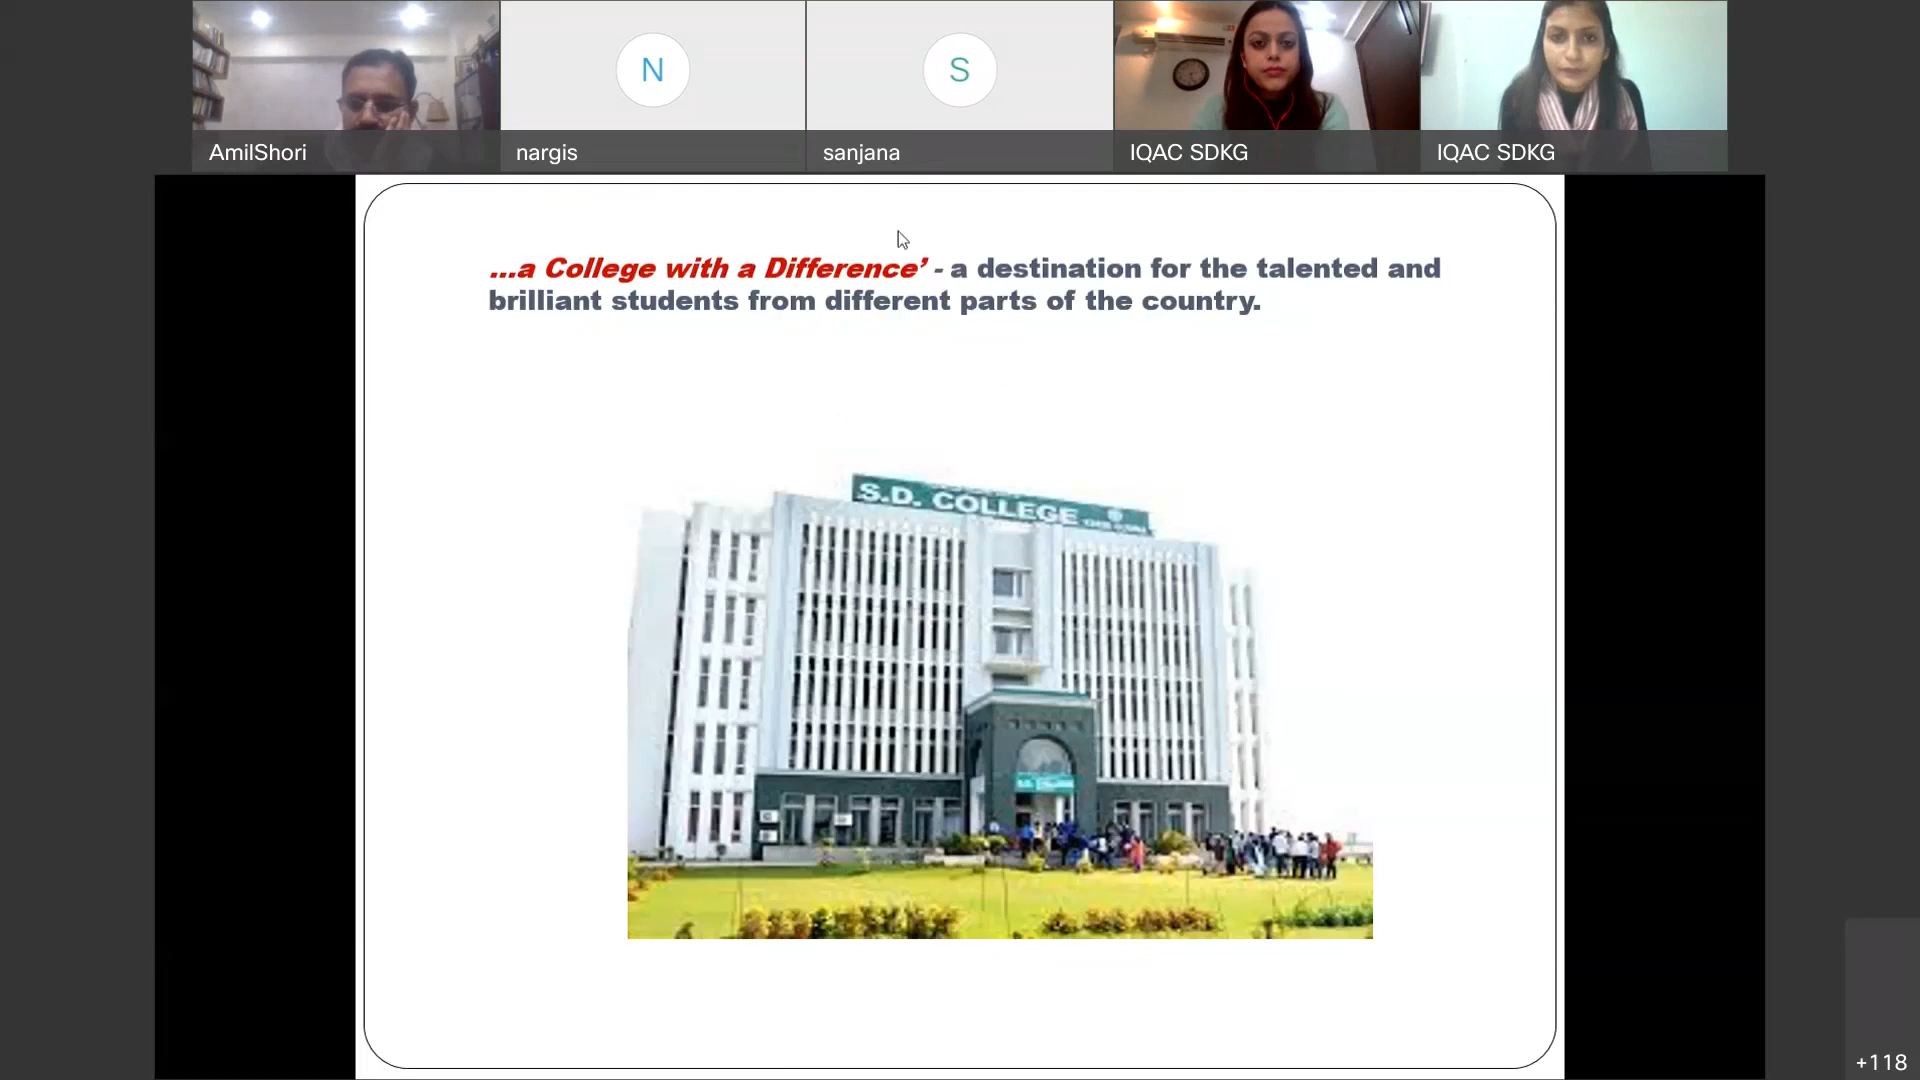 AmilShori
N
nargis
S
sanjana
IQAC SDKG
IQAC SDKG
...a College with a Difference’ - a destination for the talented and
brilliant students from different parts of the country.
S.D. COLLEGE
+118